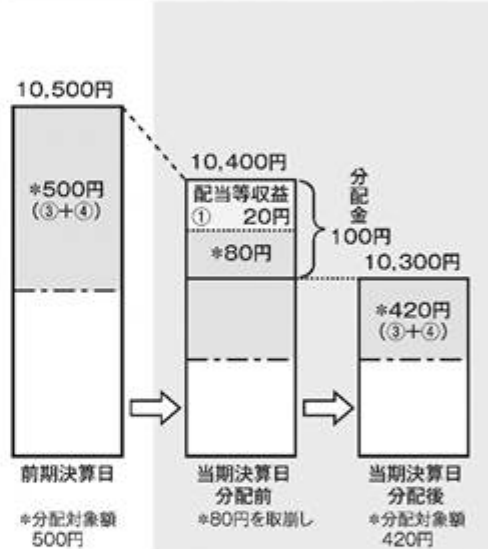 10,500円
*500円
(③+④)
前期決算日
*分配対象額
500円
10,400円
配当等収益
① 20円
*80円
分配金
100円
当期決算日
分配前
*80円を取崩し
10,300円
*420円
(③+④)
当期決算日
分配後
*分配対象額
420円